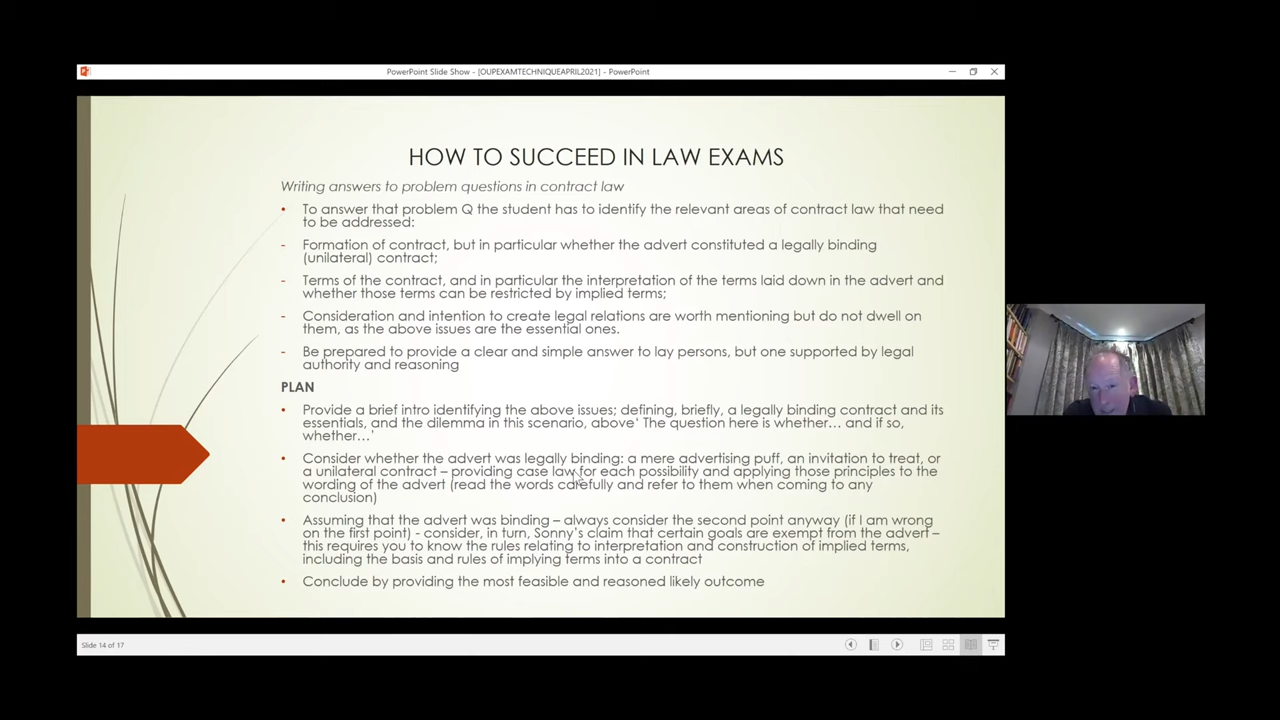 PowerPoint Slide Show - [OUPEXAMTECHNIQUEAPRIL2021] - PowerPoint
HOW TO SUCCEED IN LAW EXAMS
Writing answers to problem questions in contract law
• To answer that problem Q the student has to identify the relevant areas of contract law that need
to be addressed:
- Formation of contract, but in particular whether the advert constituted a legally binding
(unilateral) contract;
- Terms of the contract, and in particular the interpretation of the terms laid down in the advert and
whether those terms can be restricted by implied terms;
- Consideration and intention to create legal relations are worth mentioning but do not dwell on
them, as the above issues are the essential ones.
- Be prepared to provide a clear and simple answer to lay persons, but one supported by legal
authority and reasoning
PLAN
• Provide a brief intro identifying the above issues; defining, briefly, a legally binding contract and its
essentials, and the dilemma in this scenario, above‘ The question here is whether… and if so,
whether…’
• Consider whether the advert was legally binding: a mere advertising puff, an invitation to treat, or
a unilateral contract – providing case law for each possibility and applying those principles to the
wording of the advert (read the words carefully and refer to them when coming to any
conclusion)
• Assuming that the advert was binding – always consider the second point anyway (if I am wrong
on the first point) - consider, in turn, Sonny’s claim that certain goals are exempt from the advert –
this requires you to know the rules relating to interpretation and construction of implied terms,
including the basis and rules of implying terms into a contract
• Conclude by providing the most feasible and reasoned likely outcome
Slide 14 of 17